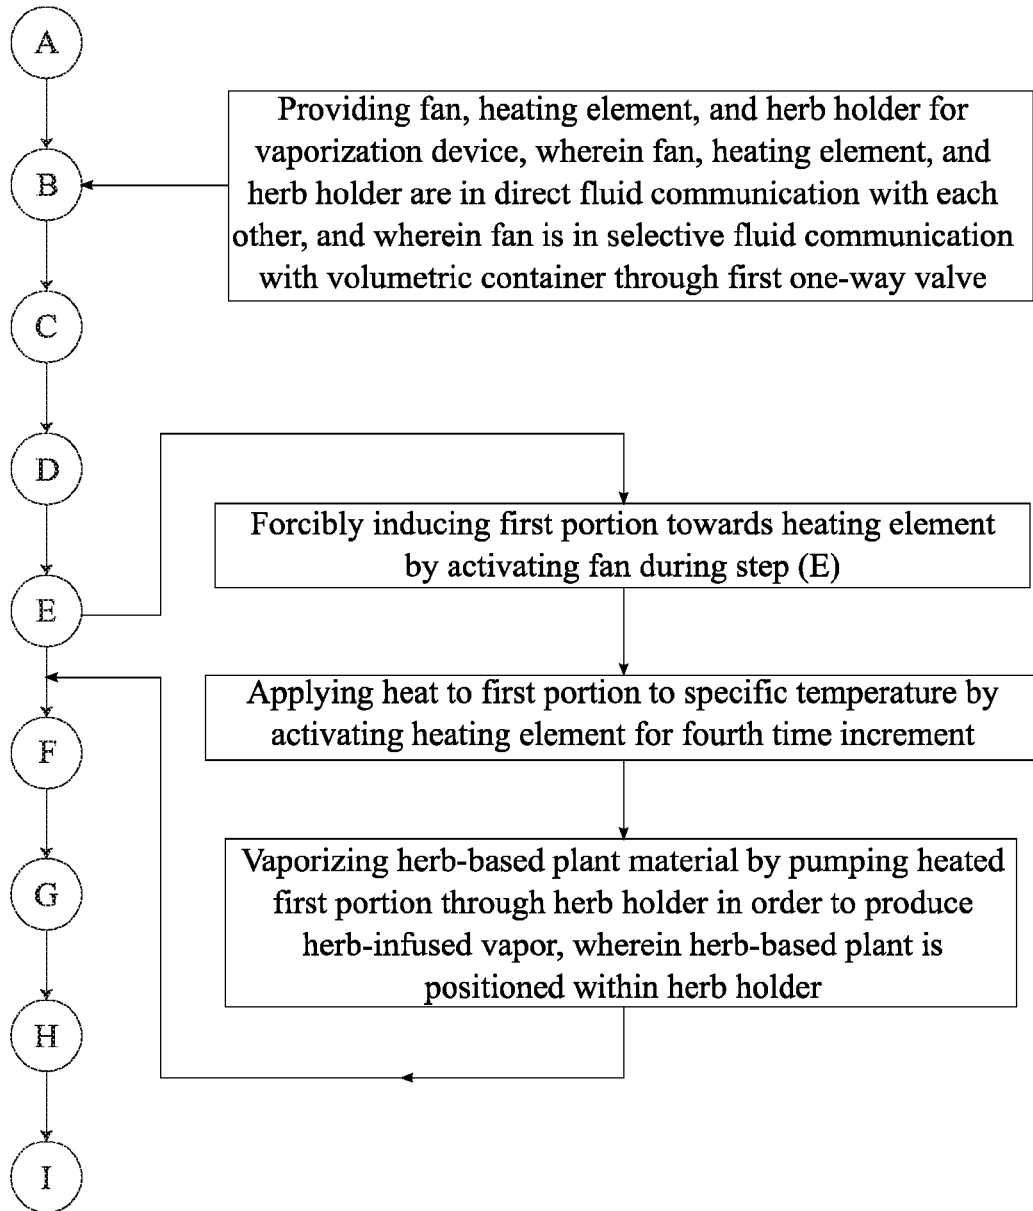 A
Providing fan, heating element, and herb holder for
vaporization device, wherein fan, heating element, and
herb holder are in direct fluid communication with each
other, and wherein fan is in selective fluid communication
with volumetric container through first one-way valve
B
C
D
Forcibly inducing first portion towards heating element
by activating fan during step (E)
E
Applying heat to first portion to specific temperature by
activating heating element for fourth time increment
F
Vaporizing herb-based plant material by pumping heated
first portion through herb holder in order to produce
herb-infused vapor, wherein herb-based plant is
positioned within herb holder
G
H
I